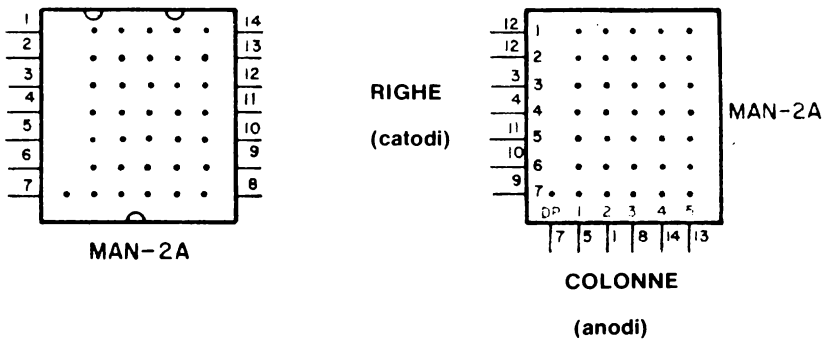 1 14
2 13
3 12
4 11
5 10
6 9
7 8
MAN-2A
12 1
12 2
3 3
4 4
11 5
10 6
9 7
RIGHE
(catodi)
MAN-2A
DP 1 2 3 4 5
7 5 1 8 14 13
COLONNE
(anodi)